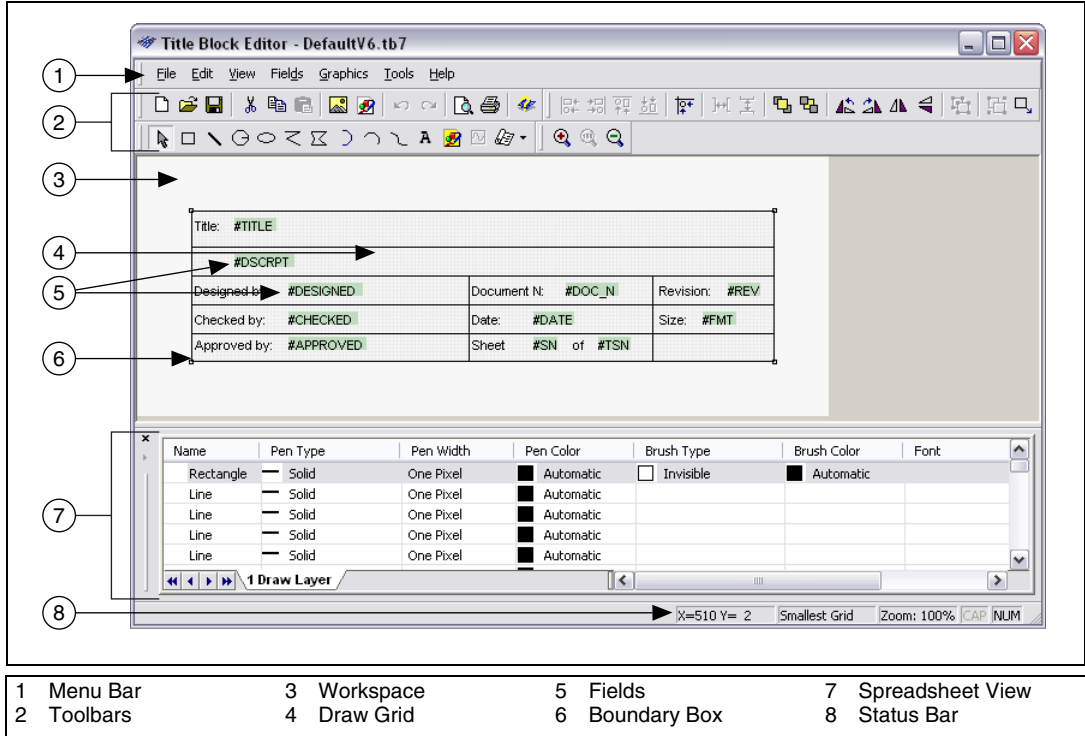 Title Block Editor - DefaultV6.tb7
1 File Edit View Fields Graphics Tools Help
2
3
Title: #TITLE
4
#DSCRPT
5
Designed by: #DESIGNED Document N: #DOC_N Revision: #REV
Checked by: #CHECKED Date: #DATE Size: #FMT
Approved by: #APPROVED Sheet #SN of #TSN
6
Name Pen Type Pen Width Pen Color Brush Type Brush Color Font
Rectangle Solid One Pixel Automatic Invisible Automatic
Line Solid One Pixel Automatic
7
Line Solid One Pixel Automatic
Line Solid One Pixel Automatic
Line Solid One Pixel Automatic
1 Draw Layer
8 X=510 Y= 2 Smallest Grid Zoom: 100% CAP NUM
1 Menu Bar 3 Workspace 5 Fields 7 Spreadsheet View
2 Toolbars 4 Draw Grid 6 Boundary Box 8 Status Bar